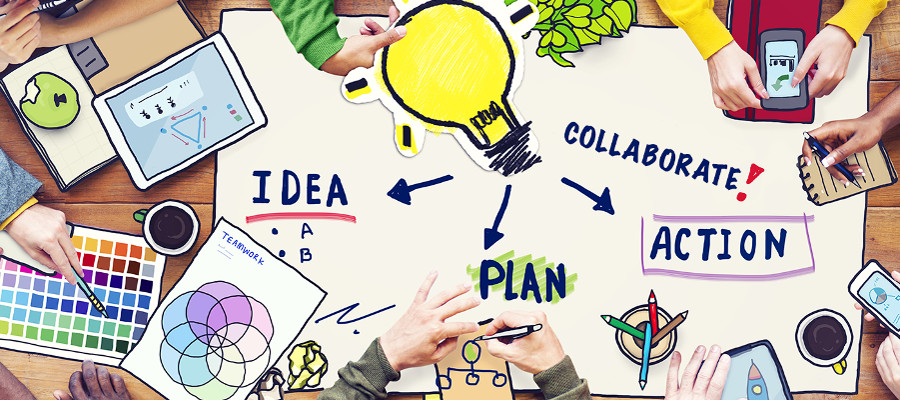 COLLABORATE!
IDEA
A
B
TEAMWORK
PLAN
ACTION